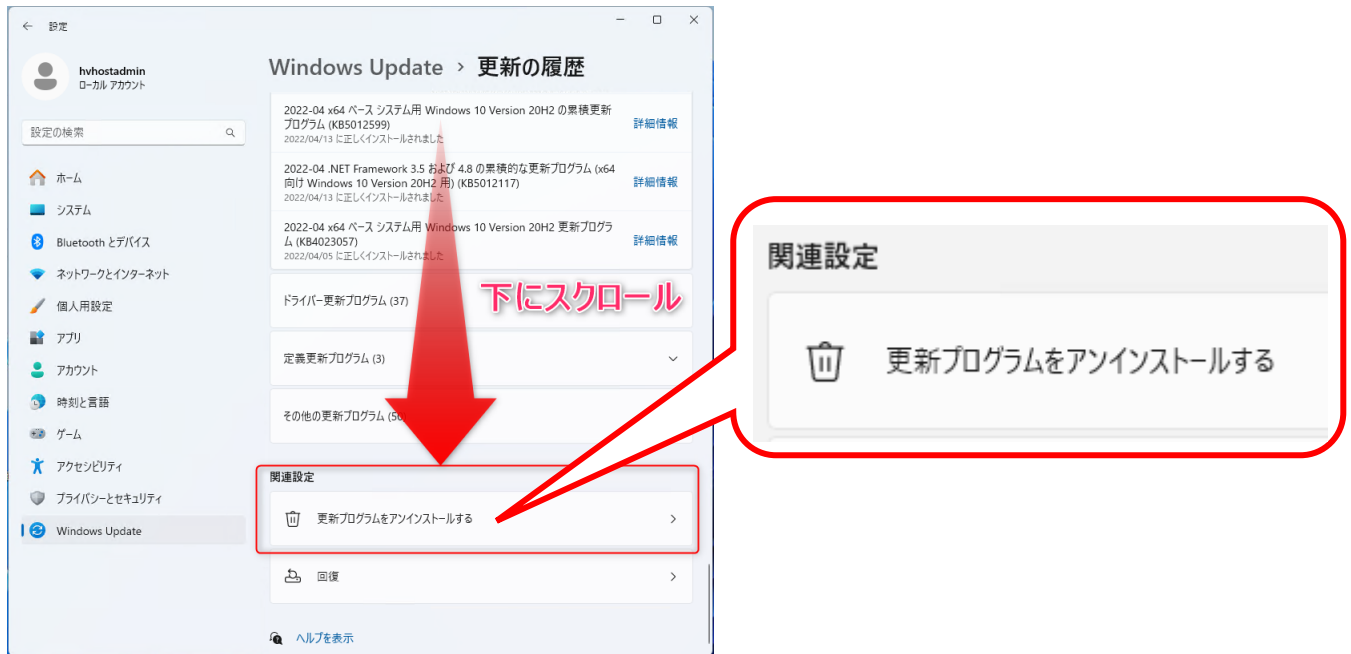 設定
hvhostadmin
ローカル アカウント
設定の検索
ホーム
システム
Bluetooth とデバイス
ネットワークとインターネット
個人用設定
アプリ
アカウント
時刻と言語
ゲーム
アクセシビリティ
プライバシーとセキュリティ
Windows Update
Windows Update › 更新の履歴
2022-04 x64 ベース システム用 Windows 10 Version 20H2 の累積更新
プログラム (KB5012599)
2022/04/13 に正しくインストールされました
詳細情報
2022-04 .NET Framework 3.5 および 4.8 の累積的な更新プログラム (x64
向け Windows 10 Version 20H2 用) (KB5012117)
2022/04/13 に正しくインストールされました
詳細情報
2022-04 x64 ベース システム用 Windows 10 Version 20H2 更新プログラ
ム (KB4023057)
2022/04/05 に正しくインストールされました
詳細情報
ドライバー更新プログラム (37)
下にスクロール
定義更新プログラム (3)
その他の更新プログラム
関連設定
更新プログラムをアンインストールする
回復
ヘルプを表示
関連設定
更新プログラムをアンインストールする